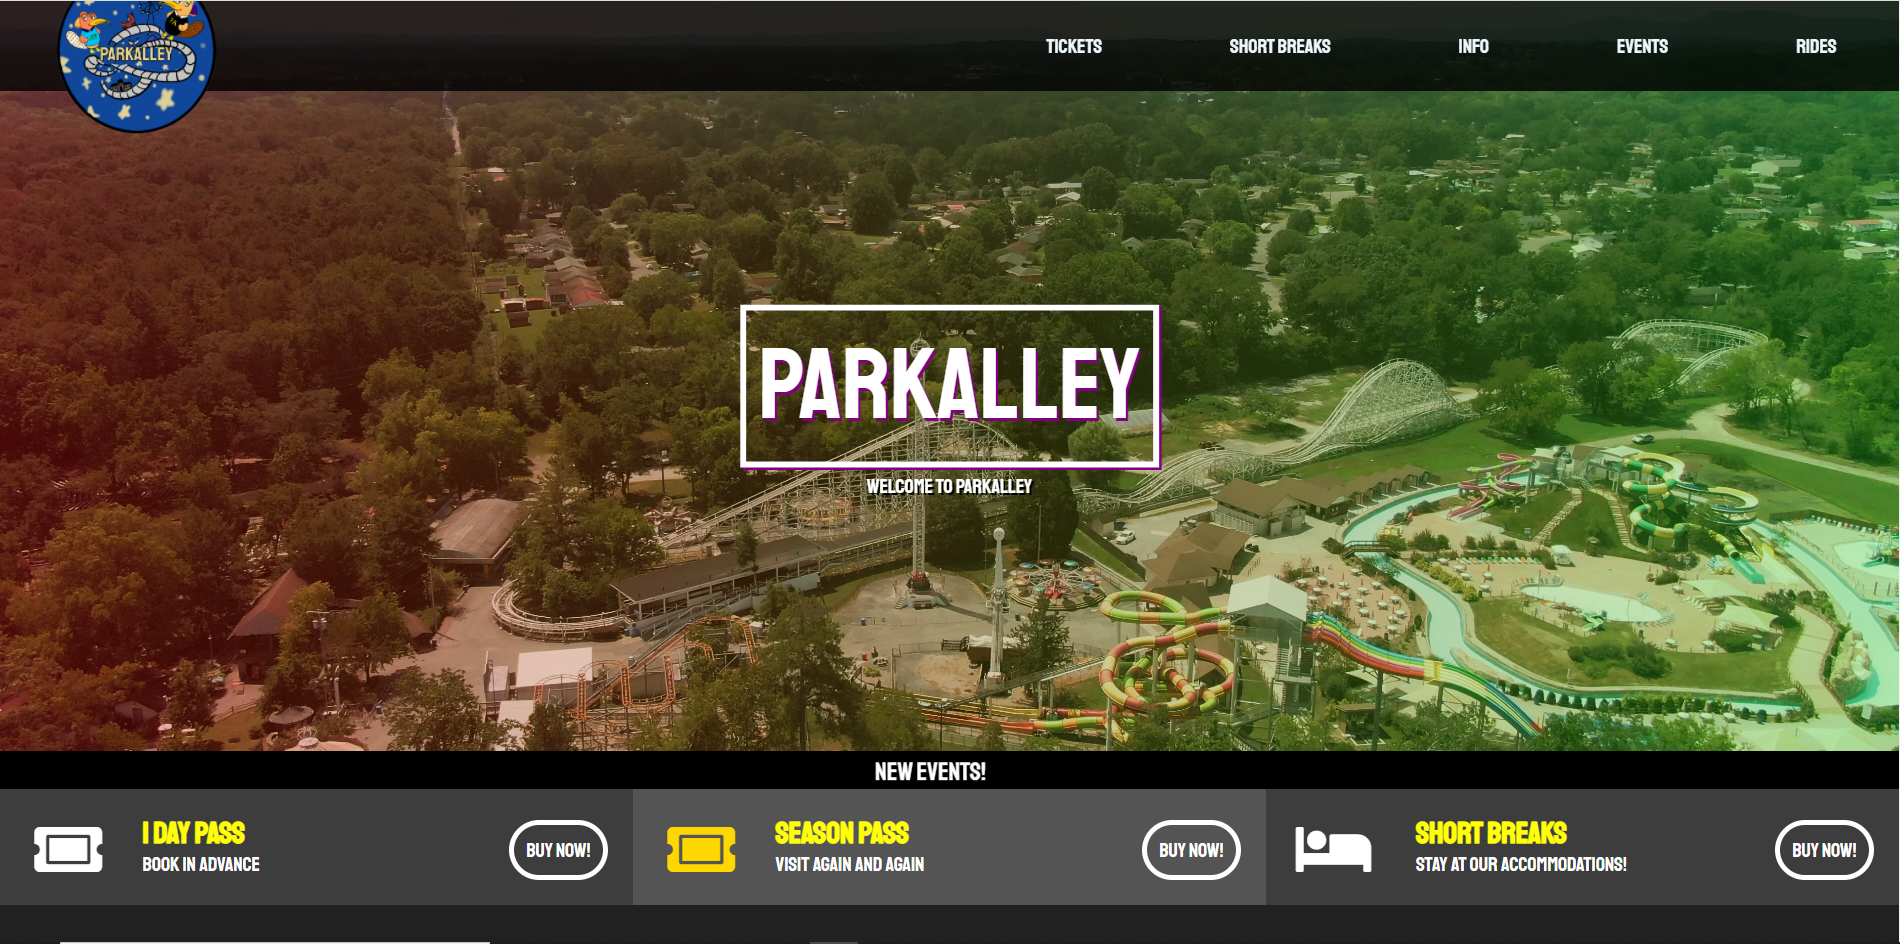 PARKALLEY
TICKETS
SHORT BREAKS
INFO
EVENTS
RIDES
PARKALLEY
WELCOME TO PARKALLEY
NEW EVENTS!
1 DAY PASS
BOOK IN ADVANCE
BUY NOW!
SEASON PASS
VISIT AGAIN AND AGAIN
BUY NOW!
SHORT BREAKS
STAY AT OUR ACCOMMODATIONS!
BUY NOW!